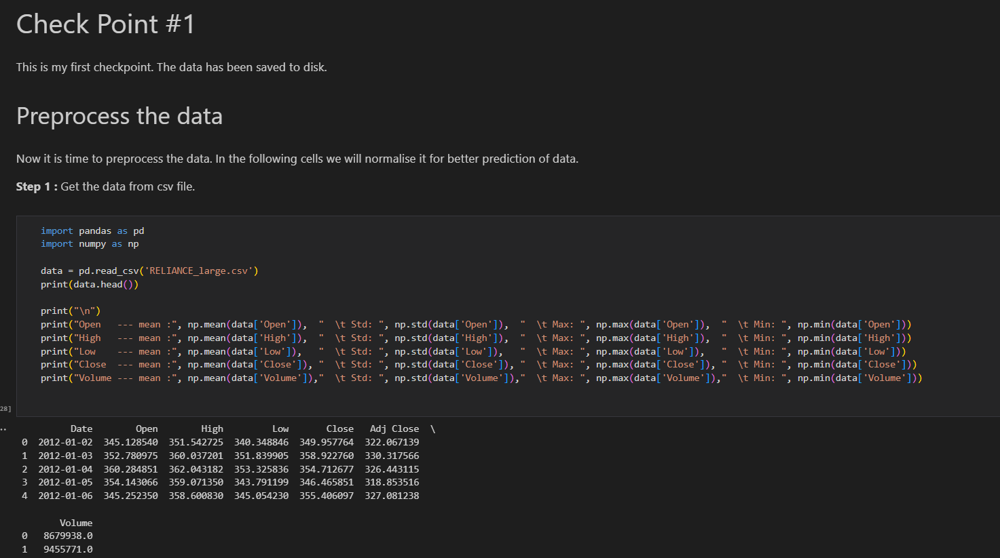 Check Point #1
This is my first checkpoint. The data has been saved to disk.
Preprocess the data
Now it is time to preprocess the data. In the following cells we will normalise it for better prediction of data.
Step 1 : Get the data from csv file.
import pandas as pd
import numpy as np
data = pd.read_csv('RELIANCE_large.csv')
print(data.head())
print("\n")
print("Open   --- mean :", np.mean(data['Open']),  "  \t Std: ", np.std(data['Open']),  "  \t Max: ", np.max(data['Open']),  "  \t Min: ", np.min(data['Open']))
print("High   --- mean :", np.mean(data['High']),  "  \t Std: ", np.std(data['High']),  "  \t Max: ", np.max(data['High']),  "  \t Min: ", np.min(data['High']))
print("Low    --- mean :", np.mean(data['Low']),   "  \t Std: ", np.std(data['Low']),   "  \t Max: ", np.max(data['Low']),   "  \t Min: ", np.min(data['Low']))
print("Close  --- mean :", np.mean(data['Close']), "  \t Std: ", np.std(data['Close']), "  \t Max: ", np.max(data['Close']), "  \t Min: ", np.min(data['Close']))
print("Volume --- mean :", np.mean(data['Volume']),"  \t Std: ", np.std(data['Volume']),"  \t Max: ", np.max(data['Volume']),"  \t Min: ", np.min(data['Volume']))
28]
..
Date Open High Low Close Adj Close \
0 2012-01-02 345.128540 351.542725 340.348846 349.957764 322.067139
1 2012-01-03 352.780975 360.037201 351.839905 358.922760 330.317566
2 2012-01-04 360.284851 362.043182 353.325836 354.712677 326.443115
3 2012-01-05 354.143066 359.071350 343.791199 346.465851 318.853516
4 2012-01-06 345.252350 358.600830 345.054230 355.406097 327.081238
Volume
0 8679938.0
1 9455771.0